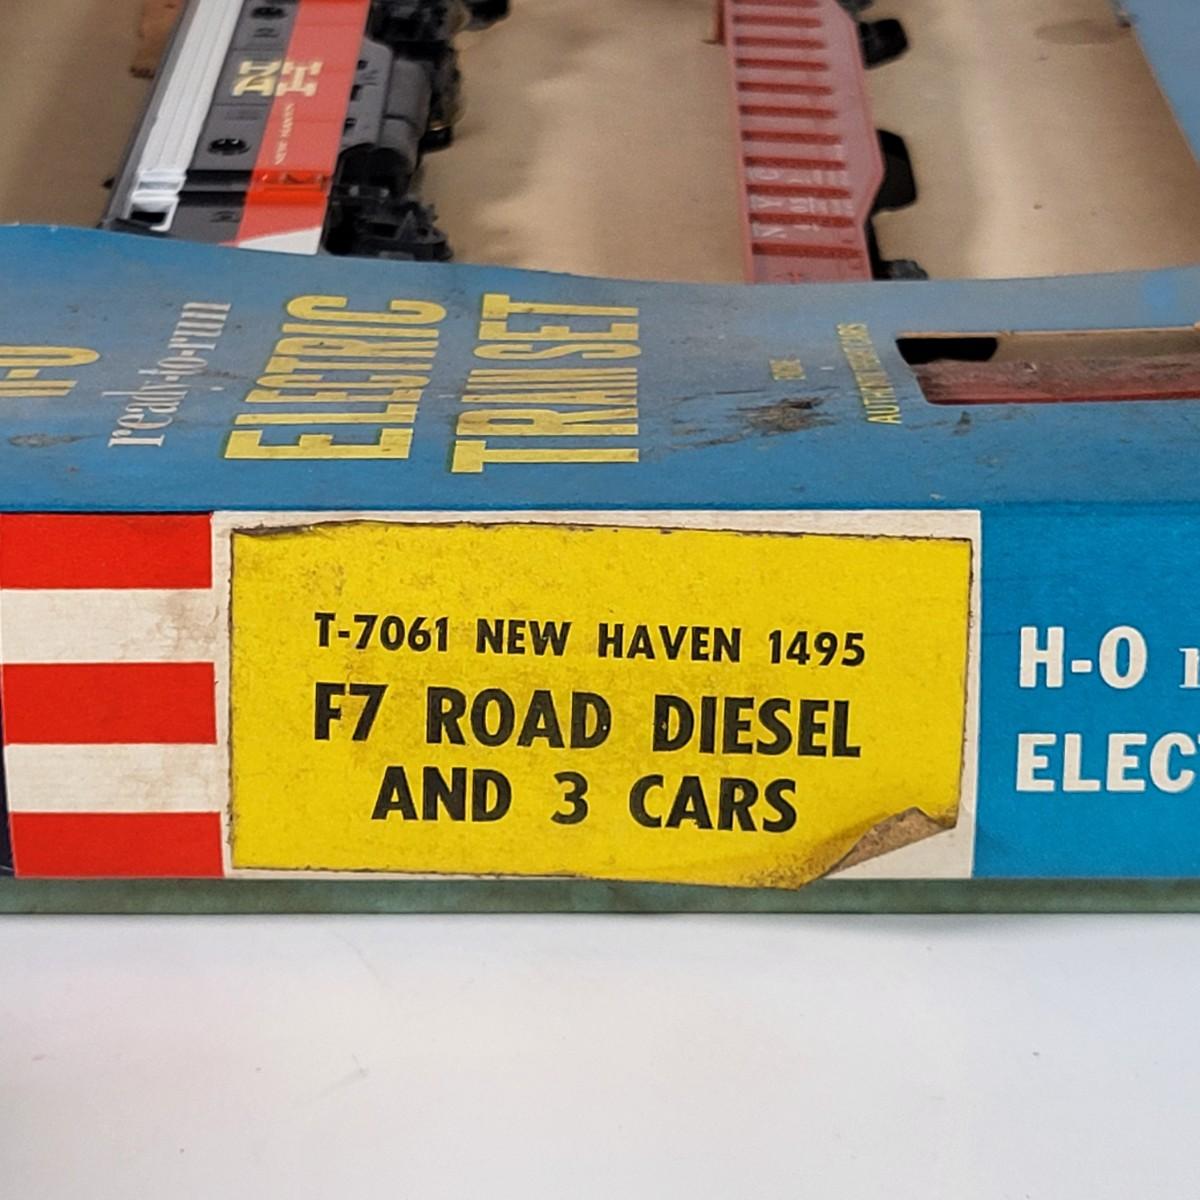 NH
NEW HAVEN
N Y C
H-O
ready-to-run
ELECTRIC
TRAIN SET
T-7061 NEW HAVEN 1495
F7 ROAD DIESEL
AND 3 CARS
H-O
ELEC